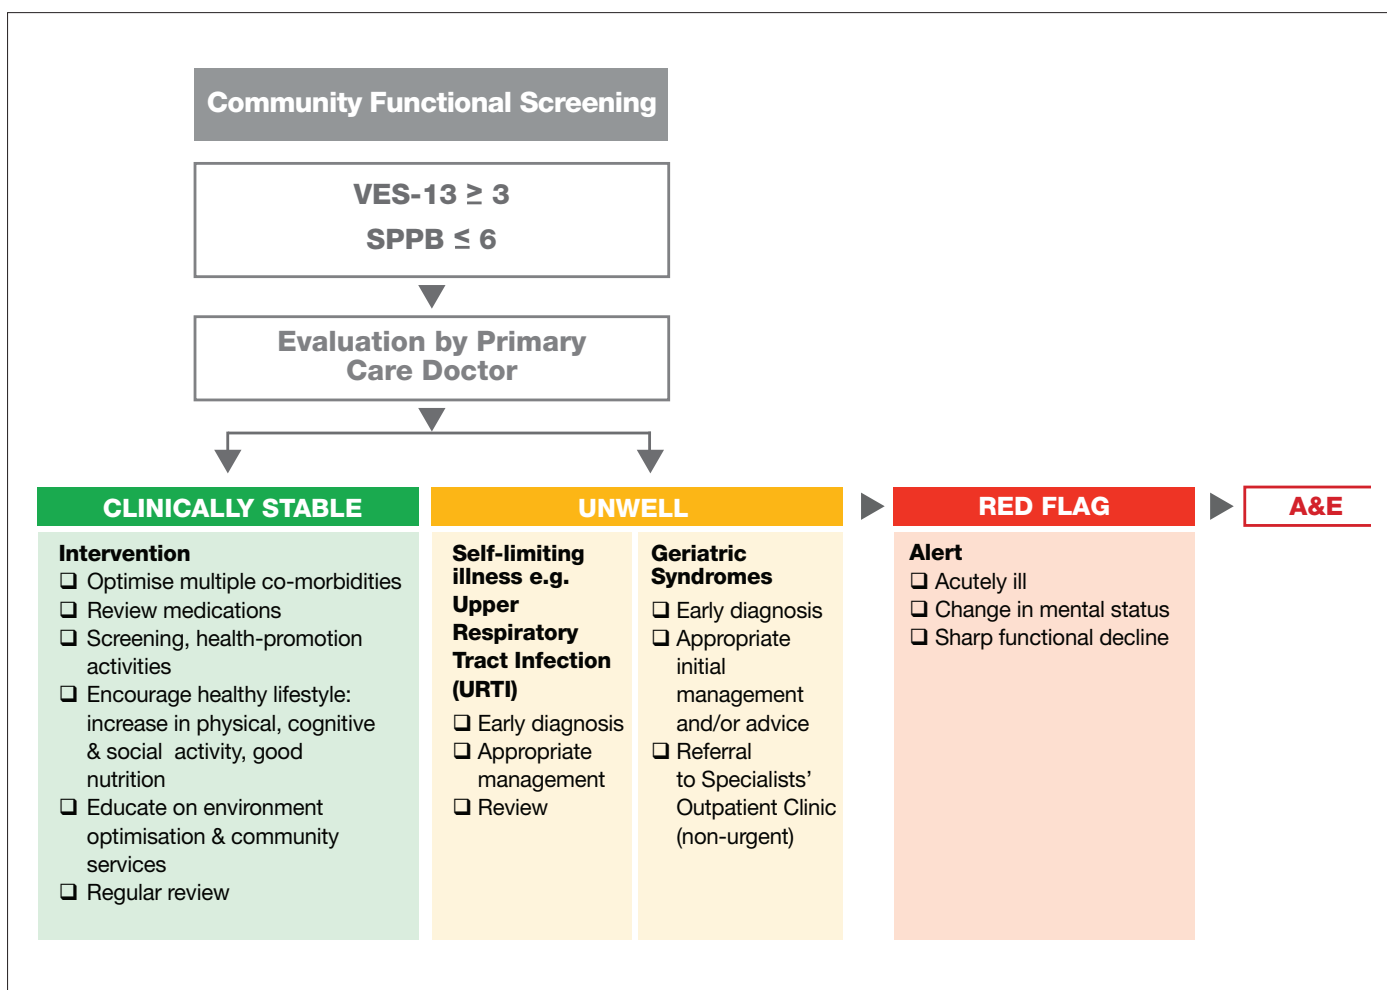 Community Functional Screening
VES-13 ≥ 3
SPPB ≤ 6
Evaluation by Primary
Care Doctor
CLINICALLY STABLE
Intervention
❑ Optimise multiple co-morbidities
❑ Review medications
❑ Screening, health-promotion
activities
❑ Encourage healthy lifestyle:
increase in physical, cognitive
& social activity, good
nutrition
❑ Educate on environment
optimisation & community
services
❑ Regular review
UNWELL
Self-limiting
illness e.g.
Upper
Respiratory
Tract Infection
(URTI)
❑ Early diagnosis
❑ Appropriate
management
❑ Review
Geriatric
Syndromes
❑ Early diagnosis
❑ Appropriate
initial
management
and/or advice
❑ Referral
to Specialists’
Outpatient Clinic
(non-urgent)
RED FLAG
Alert
❑ Acutely ill
❑ Change in mental status
❑ Sharp functional decline
A&E